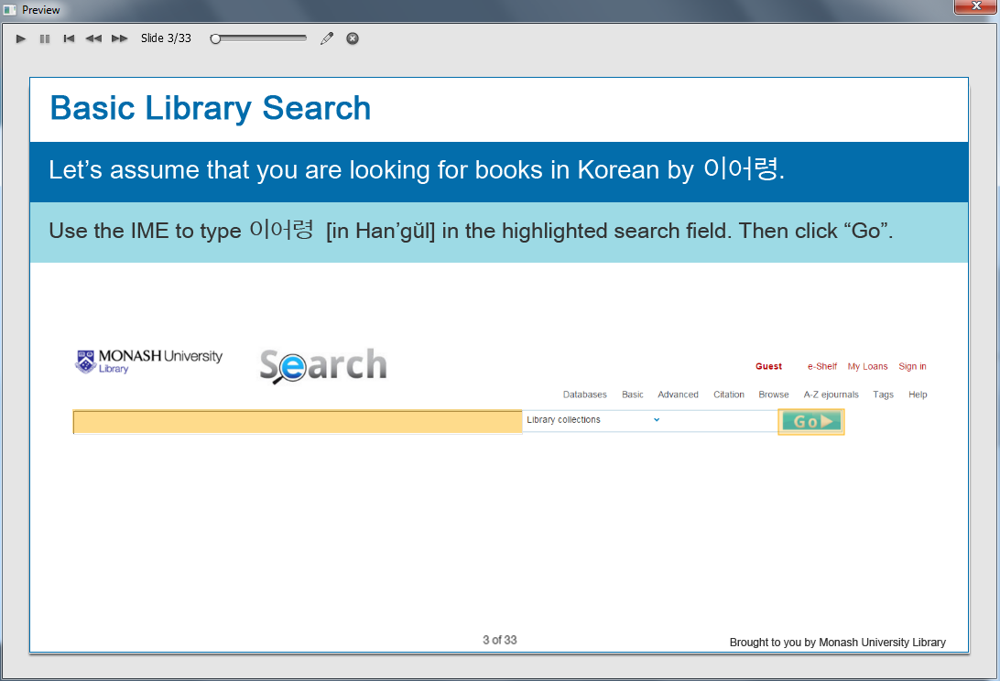 Preview
Slide 3/33
Basic Library Search
Let’s assume that you are looking for books in Korean by 이어령.
Use the IME to type 이어령 [in Han’gŭl] in the highlighted search field. Then click “Go”.
MONASH University
Library
Search
Guest e-Shelf My Loans Sign in
Databases Basic Advanced Citation Browse A-Z ejournals Tags Help
Library collections
Go
3 of 33
Brought to you by Monash University Library